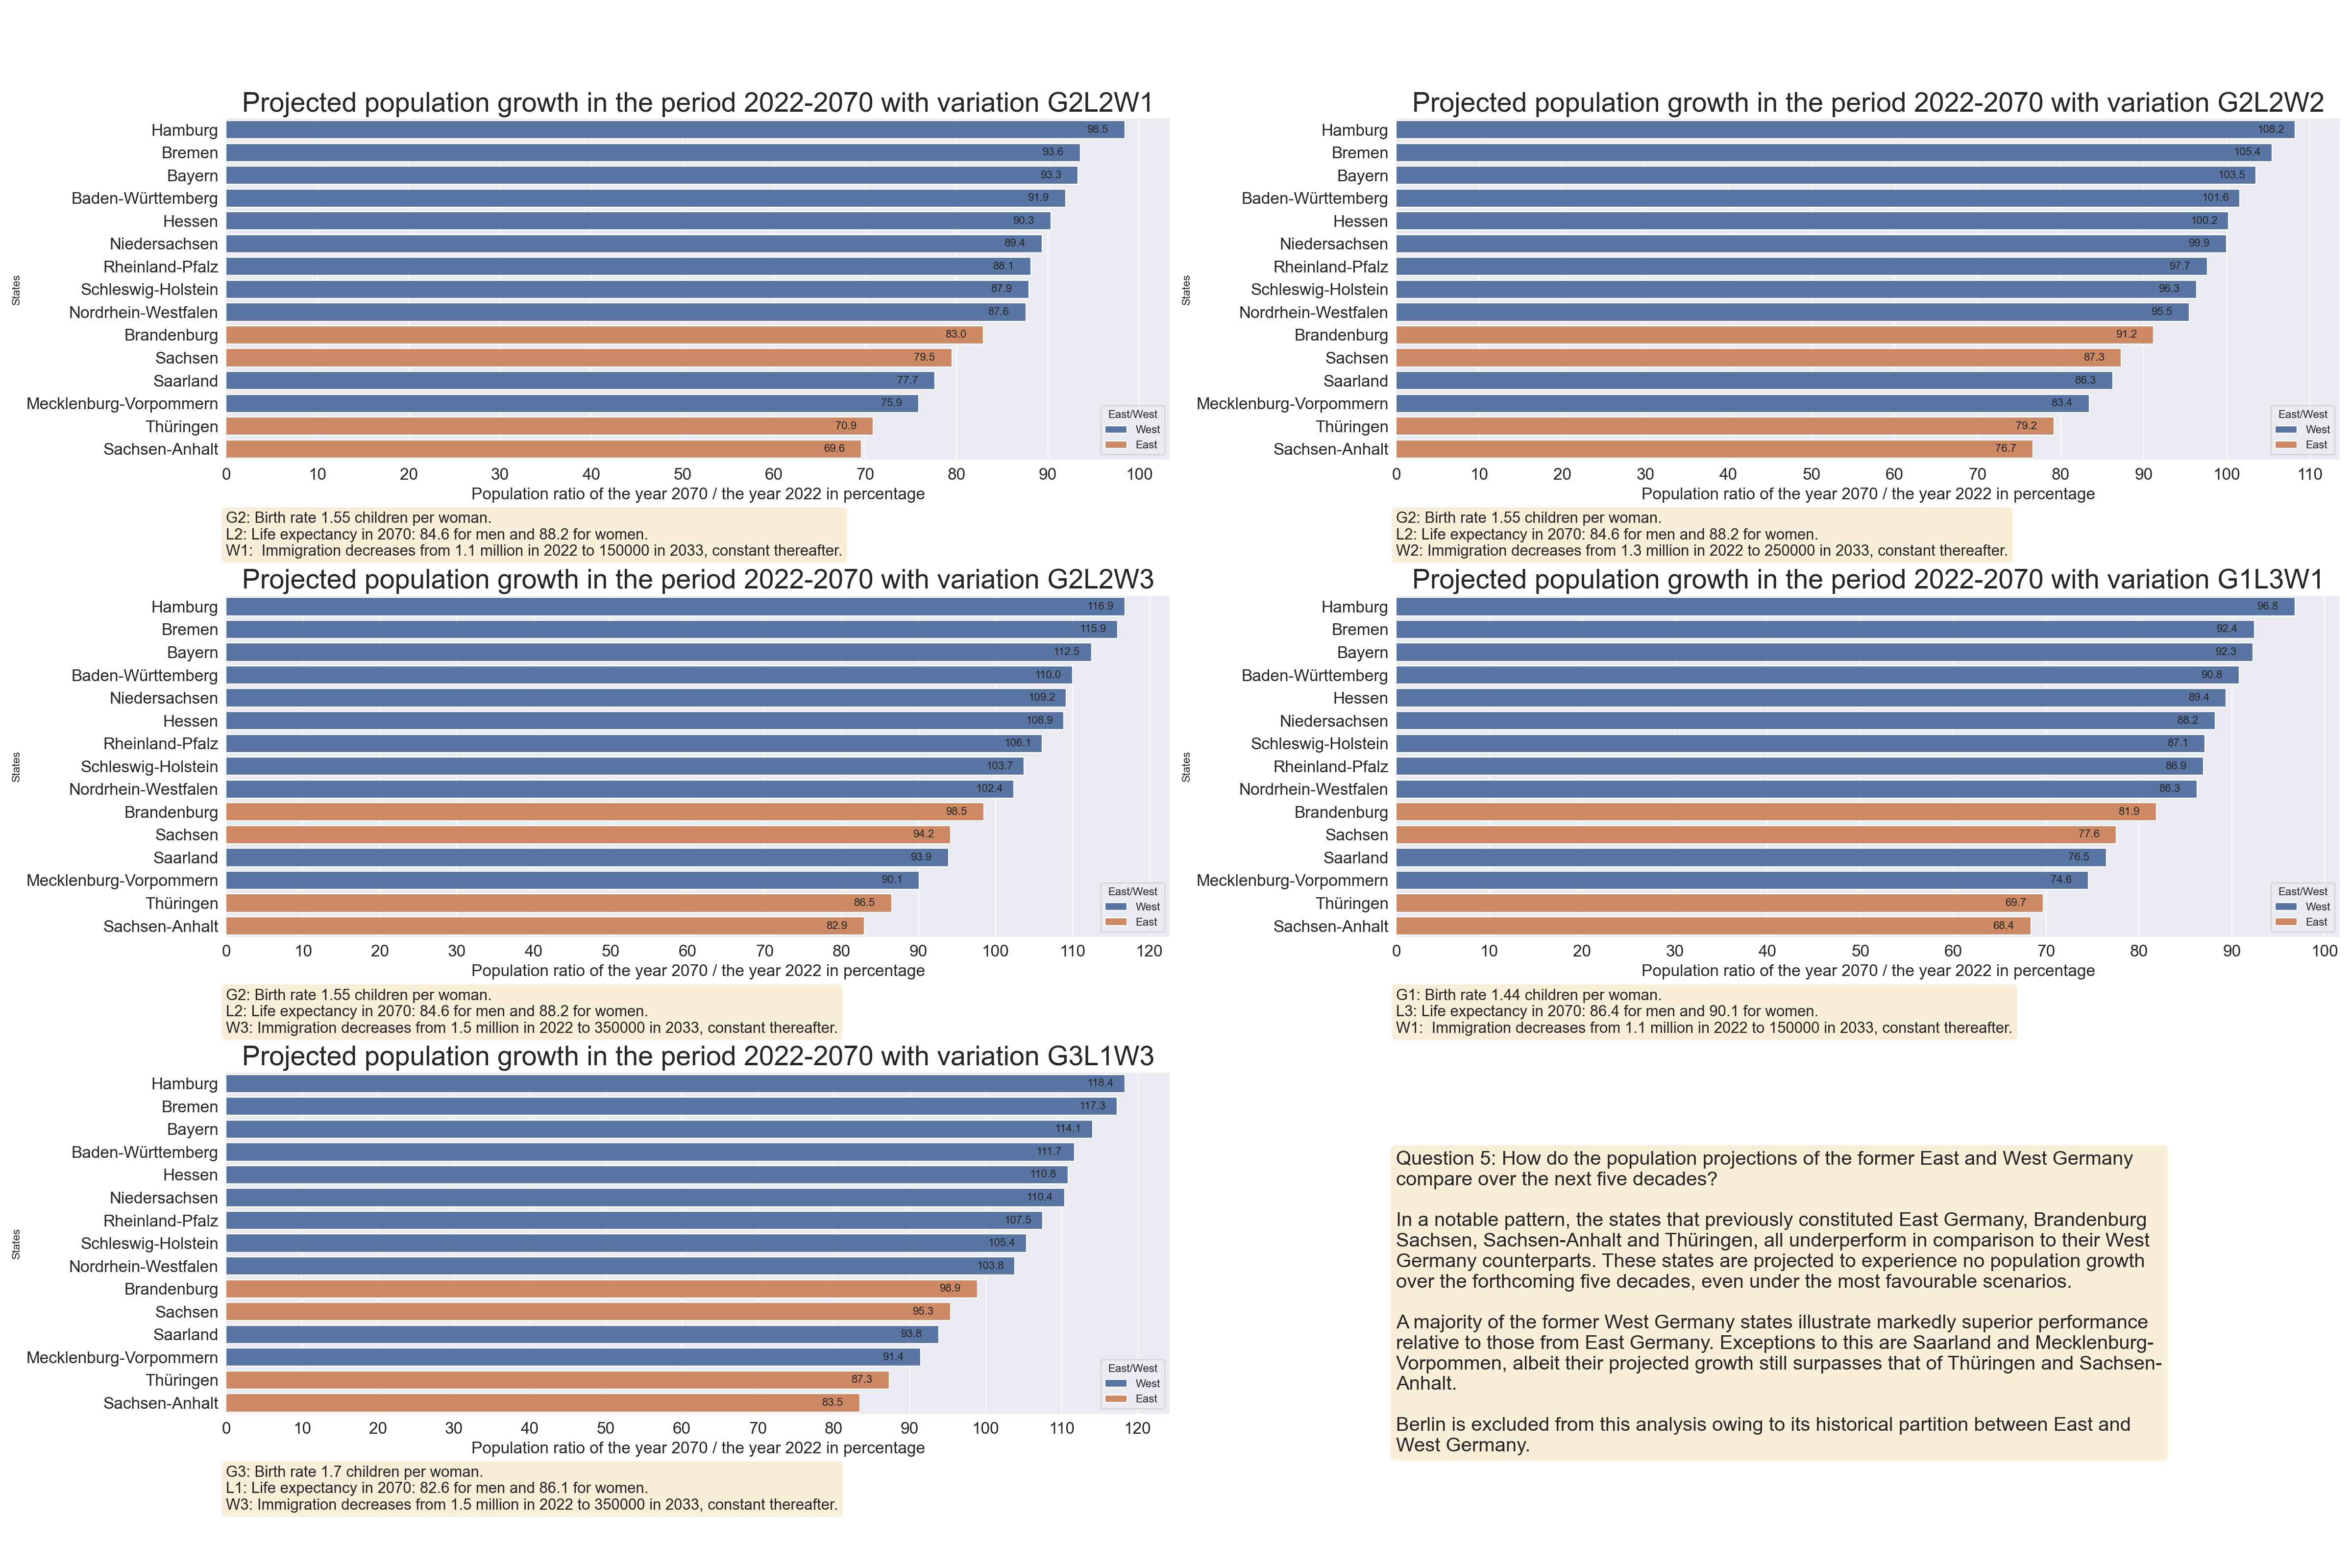 Projected population growth in the period 2022-2070 with variation G2L2W1
States
Hamburg 98.5
Bremen 93.6
Bayern 93.3
Baden-Württemberg 91.9
Hessen 90.3
Niedersachsen 89.4
Rheinland-Pfalz 88.1
Schleswig-Holstein 87.9
Nordrhein-Westfalen 87.6
Brandenburg 83.0
Sachsen 79.5
Saarland 77.7
Mecklenburg-Vorpommern 75.9
Thüringen 70.9
Sachsen-Anhalt 69.6
East/West
West
East
0 10 20 30 40 50 60 70 80 90 100
Population ratio of the year 2070 / the year 2022 in percentage
G2: Birth rate 1.55 children per woman.
L2: Life expectancy in 2070: 84.6 for men and 88.2 for women.
W1:  Immigration decreases from 1.1 million in 2022 to 150000 in 2033, constant thereafter.
Projected population growth in the period 2022-2070 with variation G2L2W2
States
Hamburg 108.2
Bremen 105.4
Bayern 103.5
Baden-Württemberg 101.6
Hessen 100.2
Niedersachsen 99.9
Rheinland-Pfalz 97.7
Schleswig-Holstein 96.3
Nordrhein-Westfalen 95.5
Brandenburg 91.2
Sachsen 87.3
Saarland 86.3
Mecklenburg-Vorpommern 83.4
Thüringen 79.2
Sachsen-Anhalt 76.7
East/West
West
East
0 10 20 30 40 50 60 70 80 90 100 110
Population ratio of the year 2070 / the year 2022 in percentage
G2: Birth rate 1.55 children per woman.
L2: Life expectancy in 2070: 84.6 for men and 88.2 for women.
W2: Immigration decreases from 1.3 million in 2022 to 250000 in 2033, constant thereafter.
Projected population growth in the period 2022-2070 with variation G2L2W3
States
Hamburg 116.9
Bremen 115.9
Bayern 112.5
Baden-Württemberg 110.0
Niedersachsen 109.2
Hessen 108.9
Rheinland-Pfalz 106.1
Schleswig-Holstein 103.7
Nordrhein-Westfalen 102.4
Brandenburg 98.5
Sachsen 94.2
Saarland 93.9
Mecklenburg-Vorpommern 90.1
Thüringen 86.5
Sachsen-Anhalt 82.9
East/West
West
East
0 10 20 30 40 50 60 70 80 90 100 110 120
Population ratio of the year 2070 / the year 2022 in percentage
G2: Birth rate 1.55 children per woman.
L2: Life expectancy in 2070: 84.6 for men and 88.2 for women.
W3: Immigration decreases from 1.5 million in 2022 to 350000 in 2033, constant thereafter.
Projected population growth in the period 2022-2070 with variation G1L3W1
States
Hamburg 96.8
Bremen 92.4
Bayern 92.3
Baden-Württemberg 90.8
Hessen 89.4
Niedersachsen 88.2
Schleswig-Holstein 87.1
Rheinland-Pfalz 86.9
Nordrhein-Westfalen 86.3
Brandenburg 81.9
Sachsen 77.6
Saarland 76.5
Mecklenburg-Vorpommern 74.6
Thüringen 69.7
Sachsen-Anhalt 68.4
East/West
West
East
0 10 20 30 40 50 60 70 80 90 100
Population ratio of the year 2070 / the year 2022 in percentage
G1: Birth rate 1.44 children per woman.
L3: Life expectancy in 2070: 86.4 for men and 90.1 for women.
W1:  Immigration decreases from 1.1 million in 2022 to 150000 in 2033, constant thereafter.
Projected population growth in the period 2022-2070 with variation G3L1W3
States
Hamburg 118.4
Bremen 117.3
Bayern 114.1
Baden-Württemberg 111.7
Hessen 110.8
Niedersachsen 110.4
Rheinland-Pfalz 107.5
Schleswig-Holstein 105.4
Nordrhein-Westfalen 103.8
Brandenburg 98.9
Sachsen 95.3
Saarland 93.8
Mecklenburg-Vorpommern 91.4
Thüringen 87.3
Sachsen-Anhalt 83.5
East/West
West
East
0 10 20 30 40 50 60 70 80 90 100 110 120
Population ratio of the year 2070 / the year 2022 in percentage
G3: Birth rate 1.7 children per woman.
L1: Life expectancy in 2070: 82.6 for men and 86.1 for women.
W3: Immigration decreases from 1.5 million in 2022 to 350000 in 2033, constant thereafter.
Question 5: How do the population projections of the former East and West Germany
compare over the next five decades?
In a notable pattern, the states that previously constituted East Germany, Brandenburg
Sachsen, Sachsen-Anhalt and Thüringen, all underperform in comparison to their West
Germany counterparts. These states are projected to experience no population growth
over the forthcoming five decades, even under the most favourable scenarios.
A majority of the former West Germany states illustrate markedly superior performance
relative to those from East Germany. Exceptions to this are Saarland and Mecklenburg-
Vorpommen, albeit their projected growth still surpasses that of Thüringen and Sachsen-
Anhalt.
Berlin is excluded from this analysis owing to its historical partition between East and
West Germany.